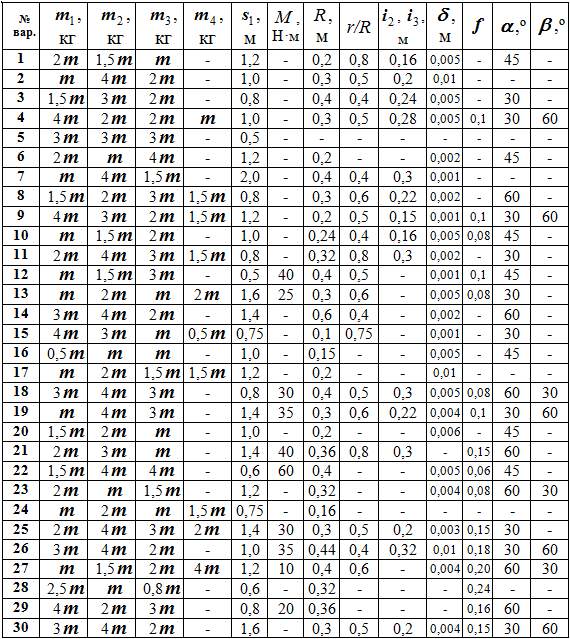 № вар. m1, кг m2, кг m3, кг m4, кг s1, м M, Н·м R, м r/R i2, i3, м δ, м f α,º β,º
1 2m 1,5m m - 1,2 - 0,2 0,8 0,16 0,005 - 45 -
2 m 4m 2m - 1,0 - 0,3 0,5 0,2 0,01 - - -
3 1,5m 3m 2m - 0,8 - 0,4 0,4 0,24 0,005 - 30 -
4 4m 2m 2m m 1,0 - 0,3 0,5 0,28 0,005 0,1 30 60
5 3m 3m 3m - 0,5 - - - - - - - -
6 2m m 4m - 1,2 - 0,2 - - 0,002 - 45 -
7 m 4m 1,5m - 2,0 - 0,4 0,4 0,3 0,001 - - -
8 1,5m 2m 3m 1,5m 0,8 - 0,3 0,6 0,22 0,002 - 60 -
9 4m 3m 2m 1,5m 1,2 - 0,2 0,5 0,15 0,001 0,1 30 60
10 m 1,5m 2m - 1,0 - 0,24 0,4 0,16 0,005 0,08 45 -
11 2m 4m 3m 1,5m 0,8 - 0,32 0,8 0,3 0,002 - 30 -
12 m 1,5m 3m - 0,5 40 0,4 0,5 - 0,001 0,1 45 -
13 m 2m m 2m 1,6 25 0,3 0,6 - 0,005 0,08 30 -
14 3m 4m 2m - 1,4 - 0,6 0,4 - 0,002 - 60 -
15 4m 3m m 0,5m 0,75 - 0,1 0,75 - 0,001 - 30 -
16 0,5m m m - 1,0 - 0,15 - - 0,005 - 45 -
17 m 2m 1,5m 1,5m 1,2 - 0,2 - - 0,01 - - -
18 3m 4m 3m - 0,8 30 0,4 0,5 0,3 0,005 0,08 60 30
19 m 4m 3m - 1,4 35 0,3 0,6 0,22 0,004 0,1 30 60
20 1,5m 2m m - 1,0 - 0,2 - - 0,006 - 45 -
21 2m 3m m - 1,4 40 0,36 0,8 0,3 - 0,15 60 -
22 1,5m 4m 4m - 0,6 60 0,4 - - 0,005 0,06 45 -
23 2m m 1,5m - 1,2 - 0,32 - - 0,004 0,08 60 30
24 m 2m m 1,5m 0,75 - 0,16 - - - - - -
25 2m 4m 3m 2m 1,4 30 0,3 0,5 0,2 0,003 0,15 30 -
26 3m 4m 2m - 1,0 35 0,44 0,4 0,32 0,01 0,18 30 60
27 m 1,5m 2m 4m 1,2 10 0,4 0,6 - 0,004 0,20 60 30
28 2,5m m 0,8m - 0,6 - 0,32 - - - 0,24 - -
29 4m 2m 3m - 0,8 20 0,36 - - - 0,16 60 -
30 3m 4m 2m - 1,6 - 0,3 0,5 0,2 0,004 0,15 30 60